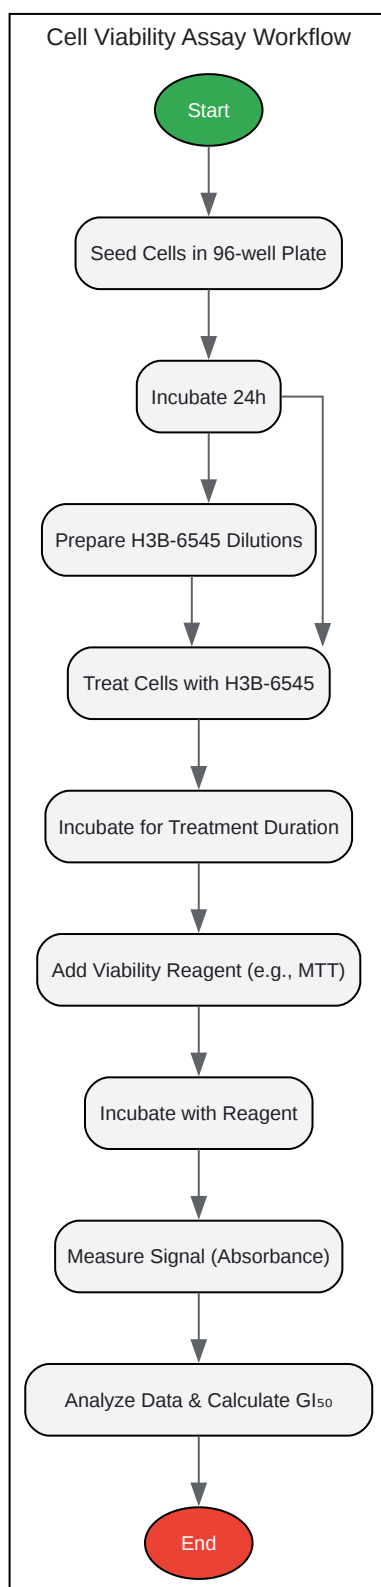 Cell Viability Assay Workflow
Start
Seed Cells in 96-well Plate
Incubate 24h
Prepare H3B-6545 Dilutions
Treat Cells with H3B-6545
Incubate for Treatment Duration
Add Viability Reagent (e.g., MTT)
Incubate with Reagent
Measure Signal (Absorbance)
Analyze Data & Calculate GI₅₀
End